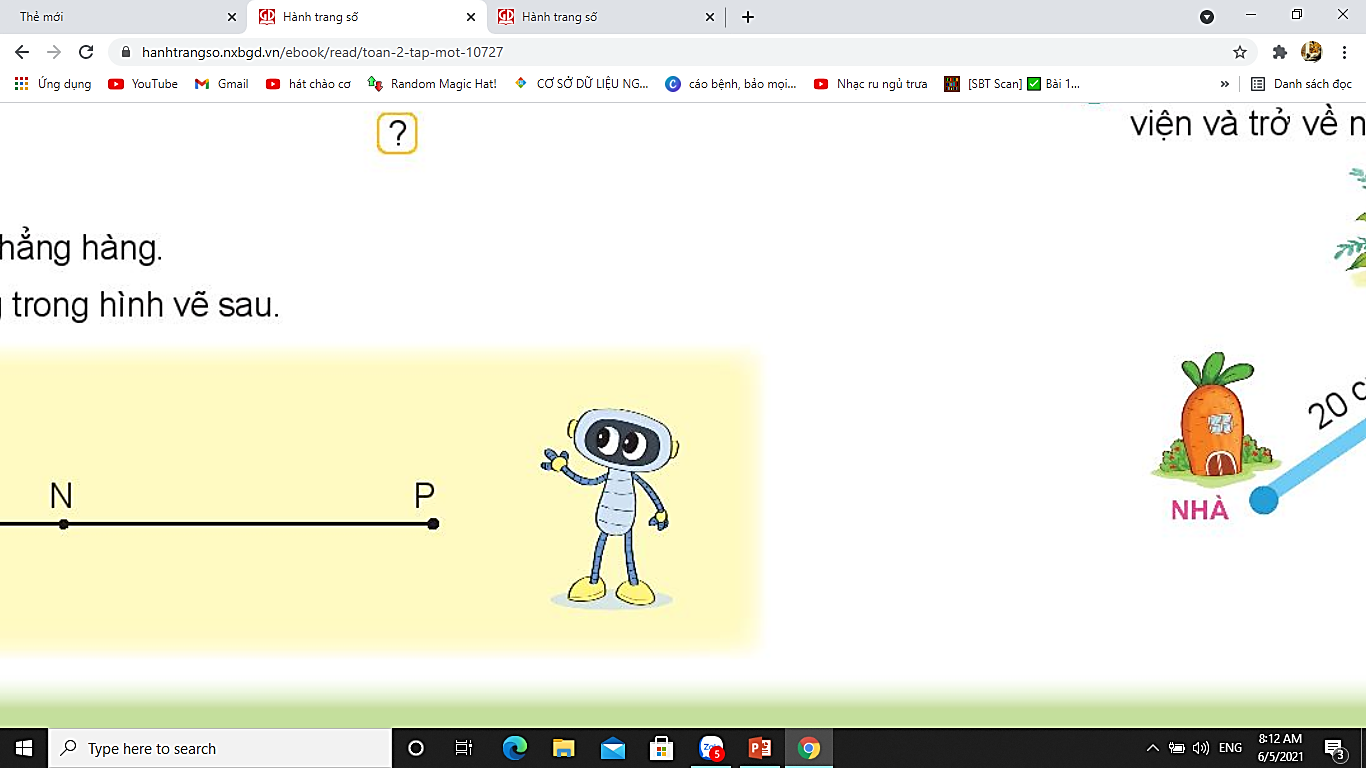 Thẻ mới
Hành trang số
Hành trang số
hanhtrangso.nxbgd.vn/ebook/read/toan-2-tap-mot-10727
Ứng dụng YouTube Gmail hát chào cơ Random Magic Hat! CƠ SỞ DỮ LIỆU NG... cáo bệnh, bảo mọi... Nhạc ru ngủ trưa [SBT Scan] ✅ Bài 1... » Danh sách đọc
?
viện và trở về n
hẳng hàng.
trong hình vẽ sau.
20 c
N P
NHÀ
Type here to search
Zalo 5
ENG
8:12 AM
6/5/2021
3